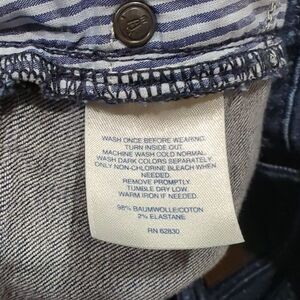 WASH ONCE BEFORE WEARING.
TURN INSIDE OUT.
MACHINE WASH COLD NORMAL.
WASH DARK COLORS SEPARATELY.
ONLY NON-CHLORINE BLEACH WHEN
NEEDED.
REMOVE PROMPTLY.
TUMBLE DRY LOW.
WARM IRON IF NEEDED.
98% BAUMWOLLE/COTTON
2% ELASTANE
RN 62830